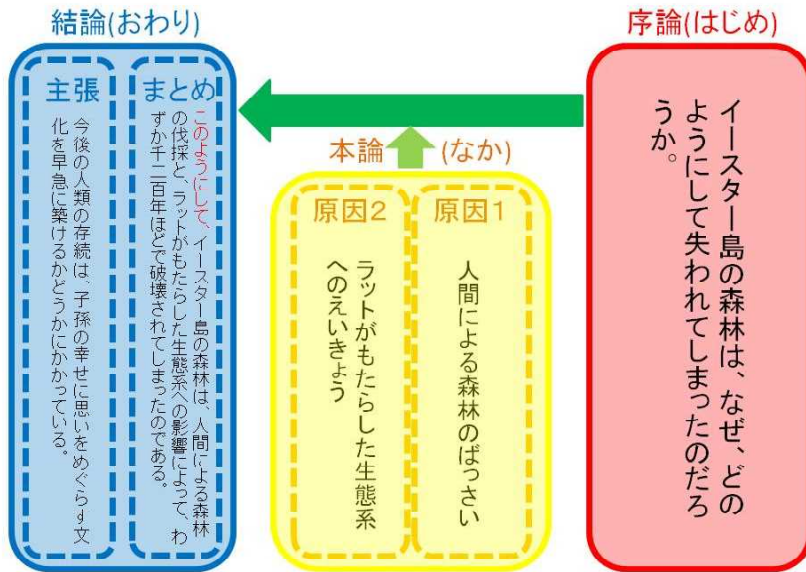 序論(はじめ)
イースター島の森林は、なぜ、どの
ようにして失われてしまったのだろ
うか。
本論(なか)
原因1
人間による森林のばっさい
原因2
ラットがもたらした生態系
へのえいきょう
結論(おわり)
まとめ
このようにして、イースター島の森林は、人間による森林
の伐採と、ラットがもたらした生態系への影響によって、わ
ずか千二百年ほどで破壊されてしまったのである。
主張
今後の人類の存続は、子孫の幸せに思いをめぐらす文
化を早急に築けるかどうかにかかっている。